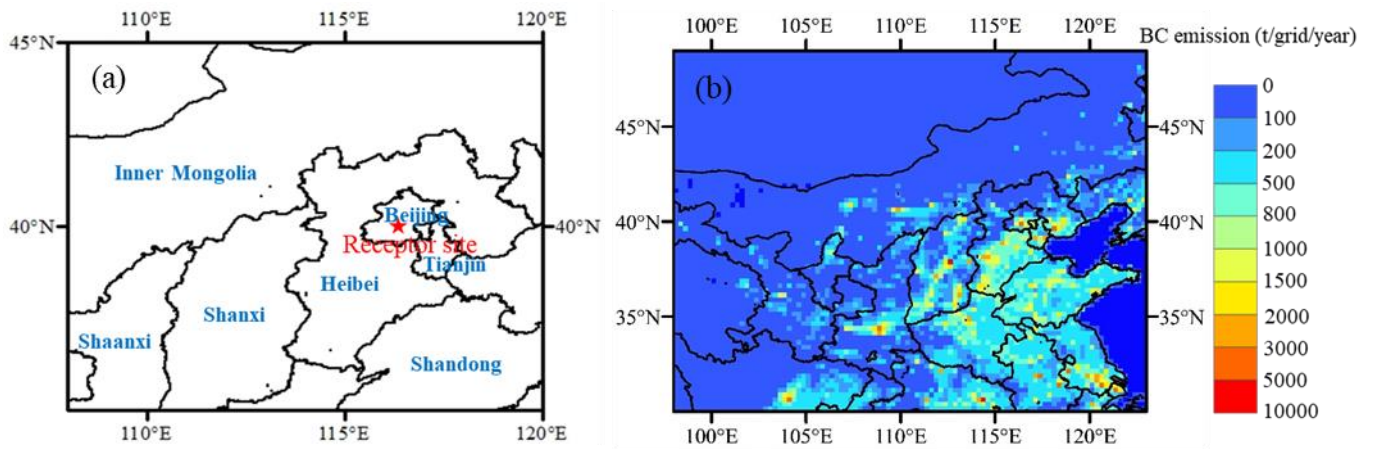 110°E 115°E 120°E
45°N
(a)
Inner Mongolia
40°N
40°N
Beijing
Receptor site
Tianjin
Heibei
Shanxi
Shaanxi
Shandong
110°E 115°E 120°E
100°E 105°E 110°E 115°E 120°E
(b)
45°N
45°N
40°N
40°N
35°N
35°N
100°E 105°E 110°E 115°E 120°E
BC emission (t/grid/year)
0
100
200
500
800
1000
1500
2000
3000
5000
10000